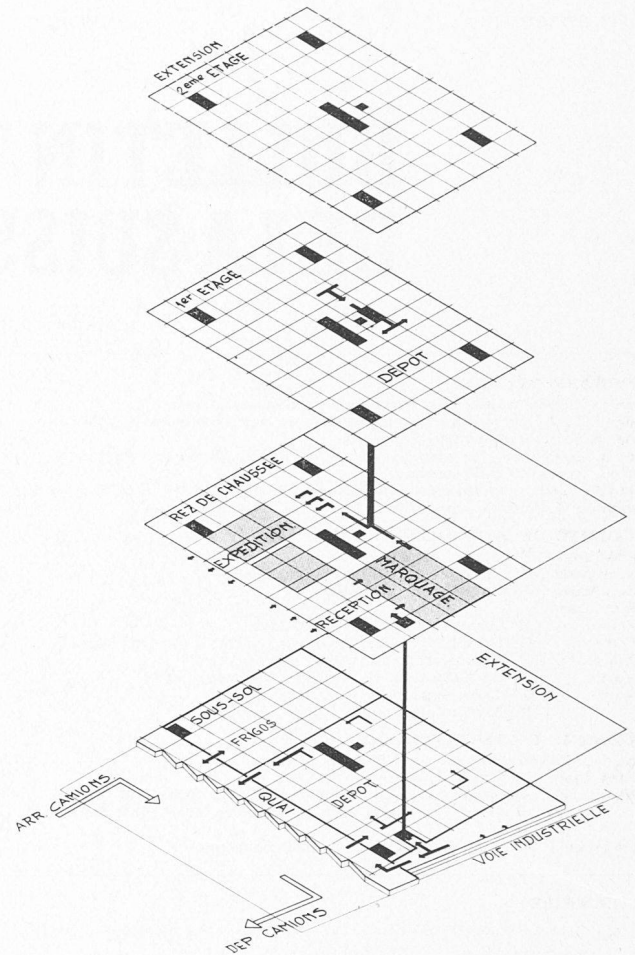 EXTENSION
2eme ETAGE
1er ETAGE
DEPOT
REZ DE CHAUSSEE
EXPEDITION
MARQUAGE
RECEPTION
EXTENSION
SOUS-SOL
FRIGOS
QUAI
DEPOT
ARR. CAMIONS
VOIE INDUSTRIELLE
DEP CAMIONS